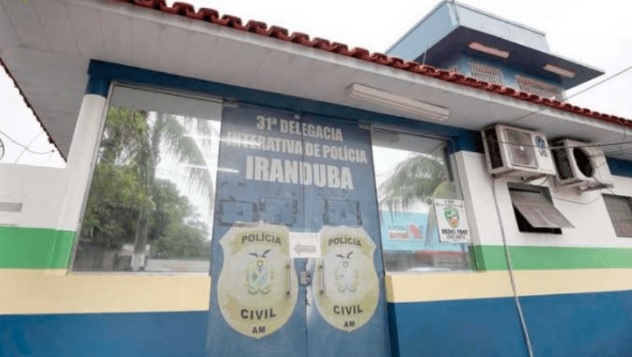 31ª DELEGACIA
INTERATIVA DE POLÍCIA
IRANDUBA
POLÍCIA
CIVIL
AM
POLÍCIA
CIVIL
AM